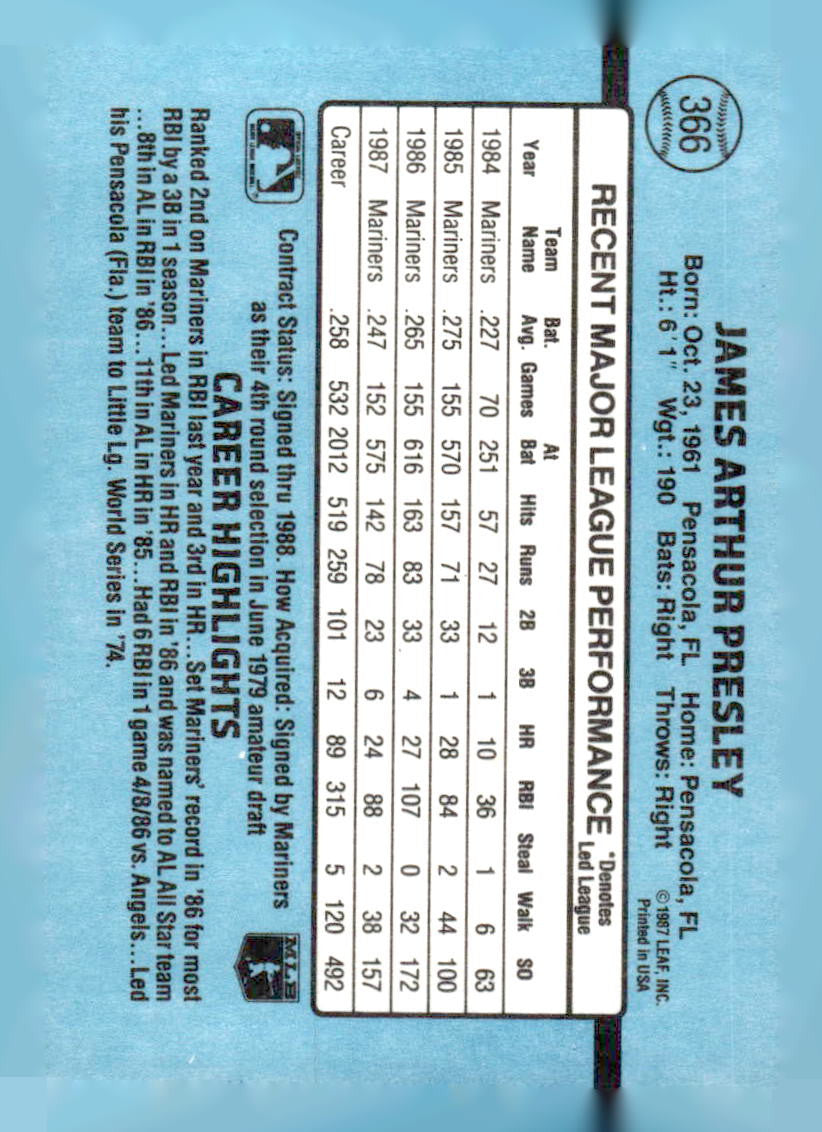 366
JAMES ARTHUR PRESLEY
Born: Oct. 23, 1961 Pensacola, FL Home: Pensacola, FL
Ht.: 6'1" Wgt.: 190 Bats: Right Throws: Right
©1987 LEAF, INC.
Printed in USA
RECENT MAJOR LEAGUE PERFORMANCE *Denotes Led League
Year Team Name Bat. Avg. Games At Bat Hits Runs 2B 3B HR RBI Steal Walk SO
1984 Mariners .227 70 251 57 27 12 1 10 36 1 6 63
1985 Mariners .275 155 570 157 71 33 1 28 84 2 44 100
1986 Mariners .265 155 616 163 83 33 4 27 107 0 32 172
1987 Mariners .247 152 575 142 78 23 6 24 88 2 38 157
Career .258 532 2012 519 259 101 12 89 315 5 120 492
Contract Status: Signed thru 1988. How Acquired: Signed by Mariners
as their 4th round selection in June 1979 amateur draft
MLB
CAREER HIGHLIGHTS
Ranked 2nd on Mariners in RBI last year and 3rd in HR...Set Mariners' record in '86 for most
RBI by a 3B in 1 season...Led Mariners in HR and RBI in '86 and was named to AL All Star team
...8th in AL in RBI in '86...11th in AL in HR in '85...Had 6 RBI in 1 game 4/8/86 vs. Angels...Led
his Pensacola (Fla.) team to Little Lg. World Series in '74.